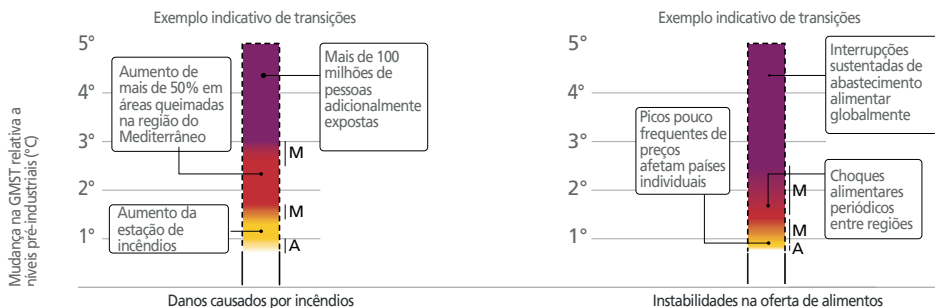 Exemplo indicativo de transições
Mudança na GMST relativa a
níveis pré-industriais (°C)
5°
4°
3°
2°
1°
Aumento de
mais de 50% em
áreas queimadas
na região do
Mediterrâneo
Aumento da
estação de
incêndios
Mais de 100
milhões de
pessoas
adicionalmente
expostas
M
M
A
Danos causados por incêndios
Exemplo indicativo de transições
5°
4°
3°
2°
1°
Picos pouco
frequentes de
preços
afetam países
individuais
Interrupções
sustentadas de
abastecimento
alimentar
globalmente
Choques
alimentares
periódicos
entre regiões
M
M
A
Instabilidades na oferta de alimentos